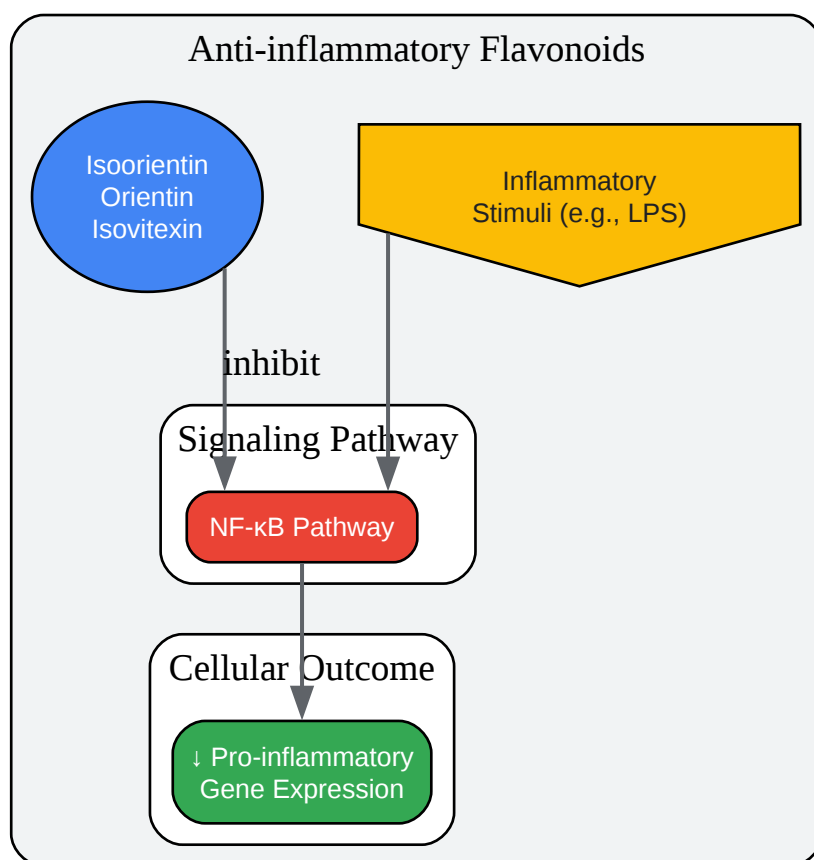 Anti-inflammatory Flavonoids
Isoorientin
Orientin
Isovitexin
Inflammatory
Stimuli (e.g., LPS)
inhibit
Signaling Pathway
NF-κB Pathway
Cellular Outcome
↓ Pro-inflammatory
Gene Expression